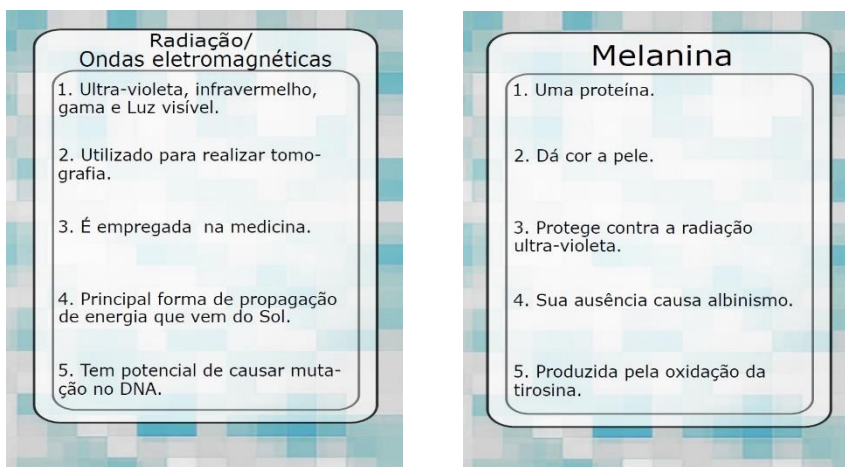 Radiação/
Ondas eletromagnéticas
1. Ultra-violeta, infravermelho,
gama e Luz visível.
2. Utilizado para realizar tomo-
grafia.
3. É empregada na medicina.
4. Principal forma de propagação
de energia que vem do Sol.
5. Tem potencial de causar muta-
ção no DNA.
Melanina
1. Uma proteína.
2. Dá cor a pele.
3. Protege contra a radiação
ultra-violeta.
4. Sua ausência causa albinismo.
5. Produzida pela oxidação da
tirosina.